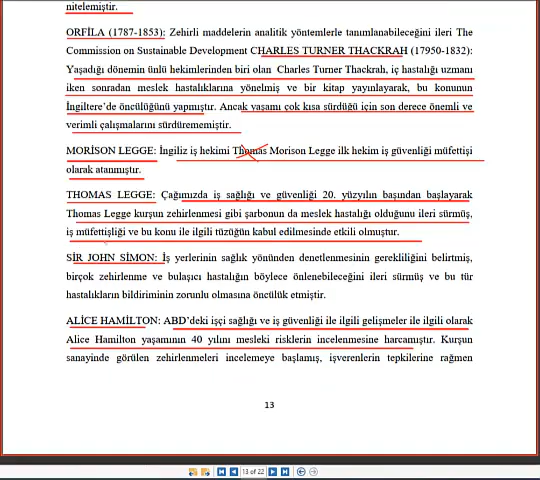 nitelemiştir.
ORFİLA (1787-1853): Zehirli maddelerin analitik yöntemlerle tanımlanabileceğini ileri The
Commission on Sustainable Development CHARLES TURNER THACKRAH (17950-1832):
Yaşadığı dönemin ünlü hekimlerinden biri olan Charles Turner Thackrah, iç hastalığı uzmanı
iken sonradan meslek hastalıklarına yönelmiş ve bir kitap yayınlayarak, bu konunun
İngiltere'de öncülüğünü yapmıştır. Ancak yaşamı çok kısa sürdüğü için son derece önemli ve
verimli çalışmalarını sürdürememiştir.
MORİSON LEGGE: İngiliz iş hekimi Thomas Morison Legge ilk hekim iş güvenliği müfettişi
olarak atanmıştır.
THOMAS LEGGE: Çağımızda iş sağlığı ve güvenliği 20. yüzyılın başından başlayarak
Thomas Legge kurşun zehirlenmesi gibi şarbonun da meslek hastalığı olduğunu ileri sürmüş,
iş müfettişliği ve bu konu ile ilgili tüzüğün kabul edilmesinde etkili olmuştur.
SİR JOHN SİMON: İş yerlerinin sağlık yönünden denetlenmesinin gerekliliğini belirtmiş,
birçok zehirlenme ve bulaşıcı hastalığın böylece önlenebileceğini ileri sürmüş ve bu tür
hastalıkların bildiriminin zorunlu olmasına öncülük etmiştir.
ALİCE HAMİLTON: ABD'deki işçi sağlığı ve iş güvenliği ile ilgili gelişmeler ile ilgili olarak
Alice Hamilton yaşamının 40 yılını mesleki risklerin incelenmesine harcamıştır. Kurşun
sanayinde görülen zehirlenmeleri incelemeye başlamış, işverenlerin tepkilerine rağmen
13
13 of 22